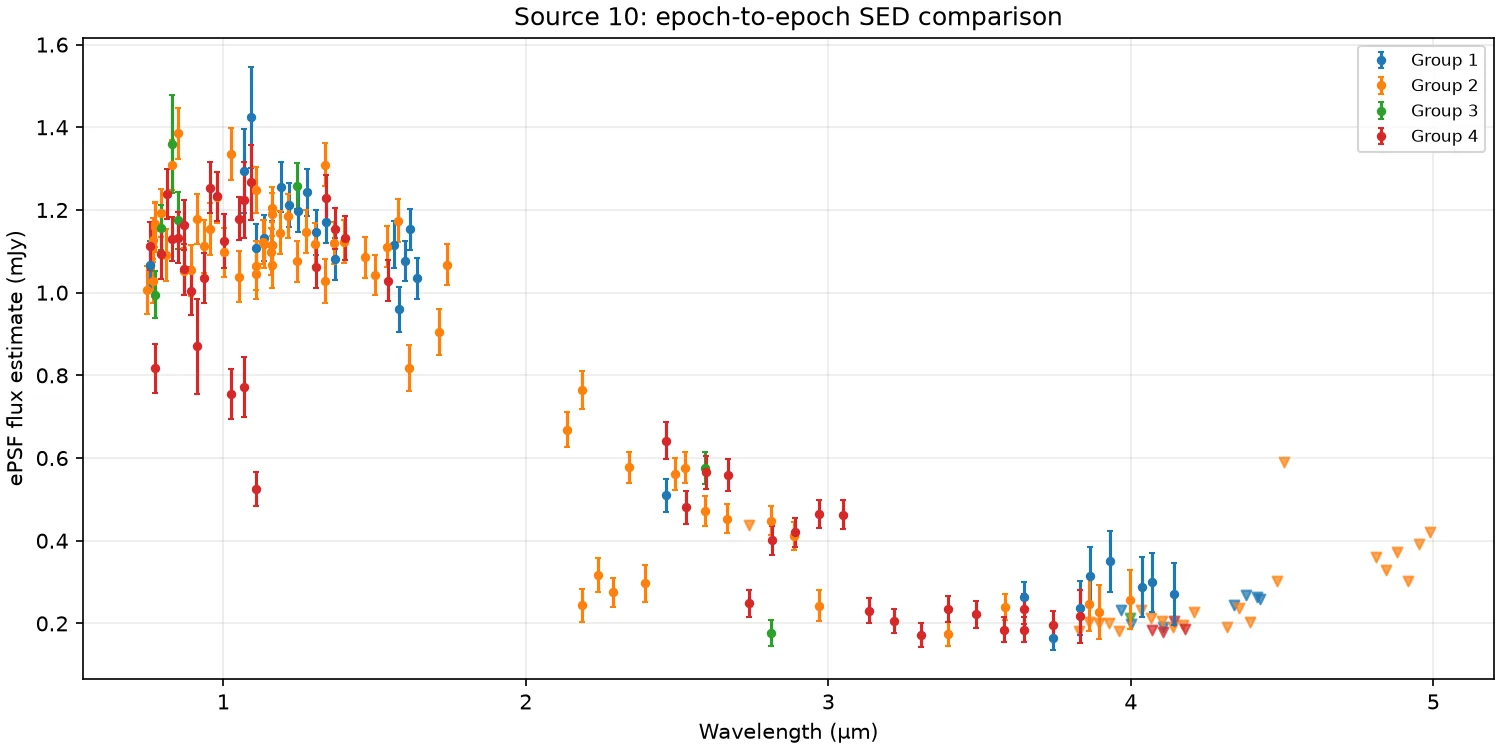 Source 10: epoch-to-epoch SED comparison
1.6
1.4
1.2
1.0
0.8
0.6
0.4
0.2
ePSF flux estimate (mJy)
Group 1
Group 2
Group 3
Group 4
1
2
3
4
5
Wavelength (μm)